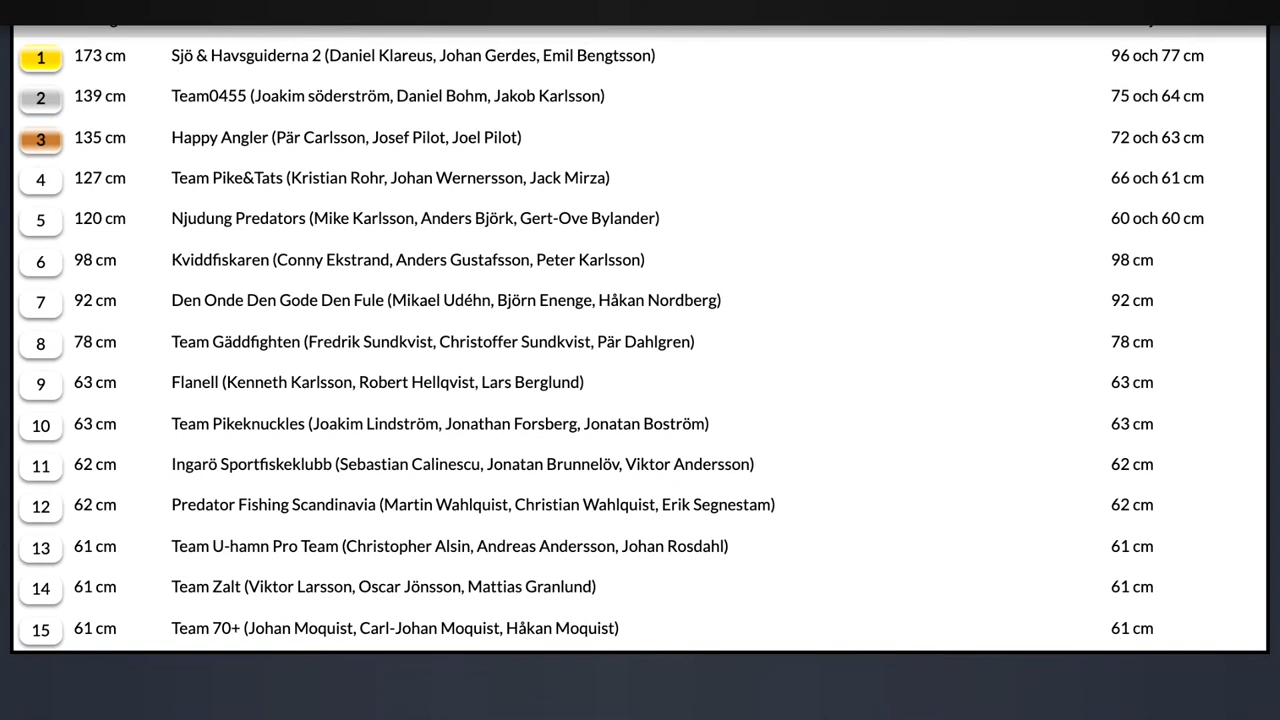 1 173 cm Sjö & Havsguiderna 2 (Daniel Klareus, Johan Gerdes, Emil Bengtsson) 96 och 77 cm
2 139 cm Team0455 (Joakim söderström, Daniel Bohm, Jakob Karlsson) 75 och 64 cm
3 135 cm Happy Angler (Pär Carlsson, Josef Pilot, Joel Pilot) 72 och 63 cm
4 127 cm Team Pike&Tats (Kristian Rohr, Johan Wernersson, Jack Mirza) 66 och 61 cm
5 120 cm Njudung Predators (Mike Karlsson, Anders Björk, Gert-Ove Bylander) 60 och 60 cm
6 98 cm Kviddfiskaren (Conny Ekstrand, Anders Gustafsson, Peter Karlsson) 98 cm
7 92 cm Den Onde Den Gode Den Fule (Mikael Udéhn, Björn Enenge, Håkan Nordberg) 92 cm
8 78 cm Team Gäddfighten (Fredrik Sundkvist, Christoffer Sundkvist, Pär Dahlgren) 78 cm
9 63 cm Flanell (Kenneth Karlsson, Robert Hellqvist, Lars Berglund) 63 cm
10 63 cm Team Pikeknuckles (Joakim Lindström, Jonathan Forsberg, Jonatan Boström) 63 cm
11 62 cm Ingarö Sportfiskeklubb (Sebastian Calinescu, Jonatan Brunnelöv, Viktor Andersson) 62 cm
12 62 cm Predator Fishing Scandinavia (Martin Wahlquist, Christian Wahlquist, Erik Segnestam) 62 cm
13 61 cm Team U-hamn Pro Team (Christopher Alsin, Andreas Andersson, Johan Rosdahl) 61 cm
14 61 cm Team Zalt (Viktor Larsson, Oscar Jönsson, Mattias Granlund) 61 cm
15 61 cm Team 70+ (Johan Moquist, Carl-Johan Moquist, Håkan Moquist) 61 cm